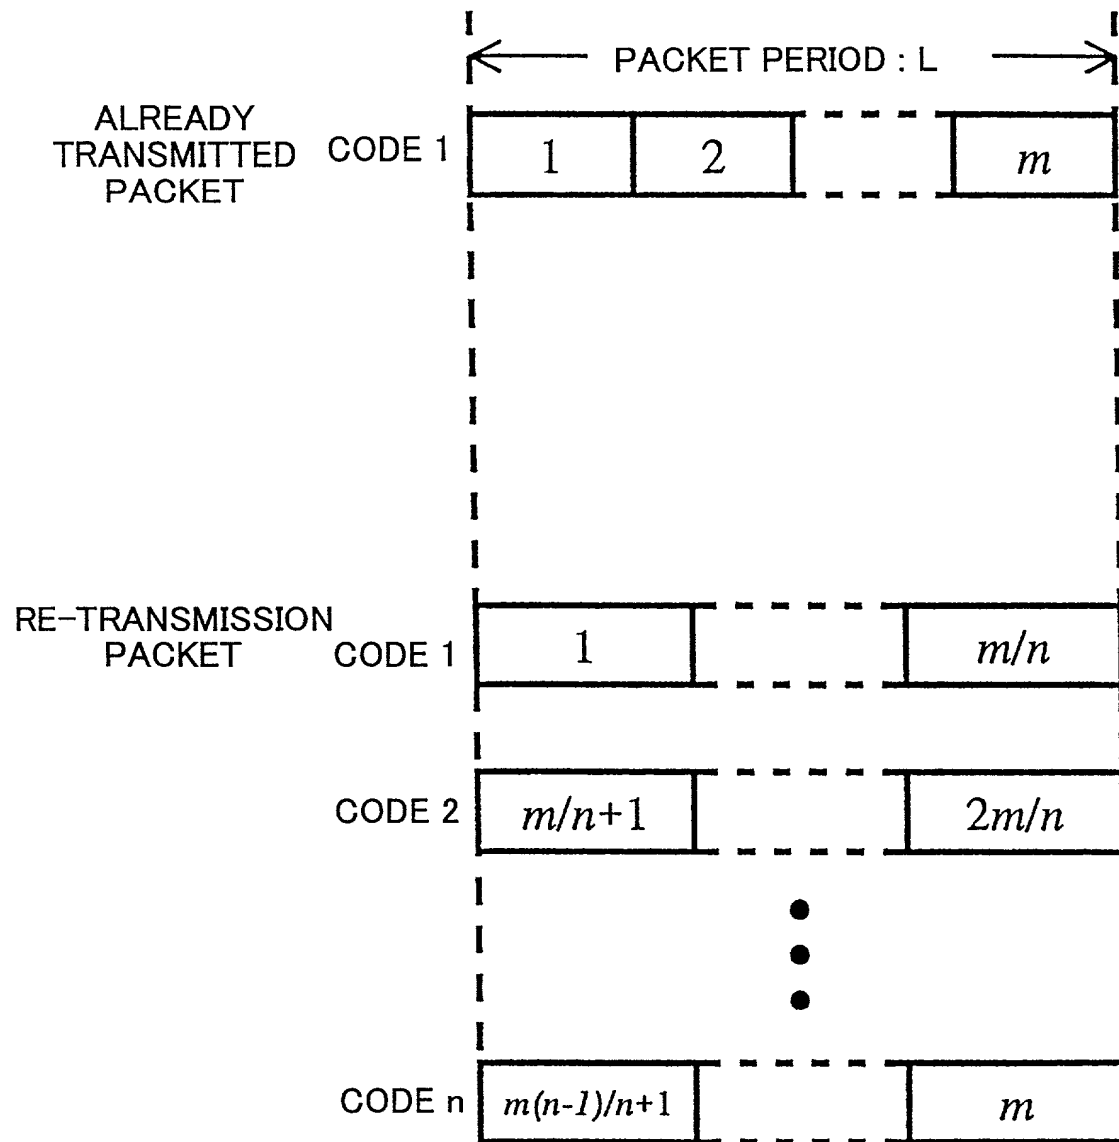 PACKET PERIOD : L
ALREADY
TRANSMITTED
PACKET
CODE 1
1 2 m
RE-TRANSMISSION
PACKET
CODE 1
1 m/n
CODE 2
m/n+1 2m/n
CODE n
m(n-1)/n+1 m